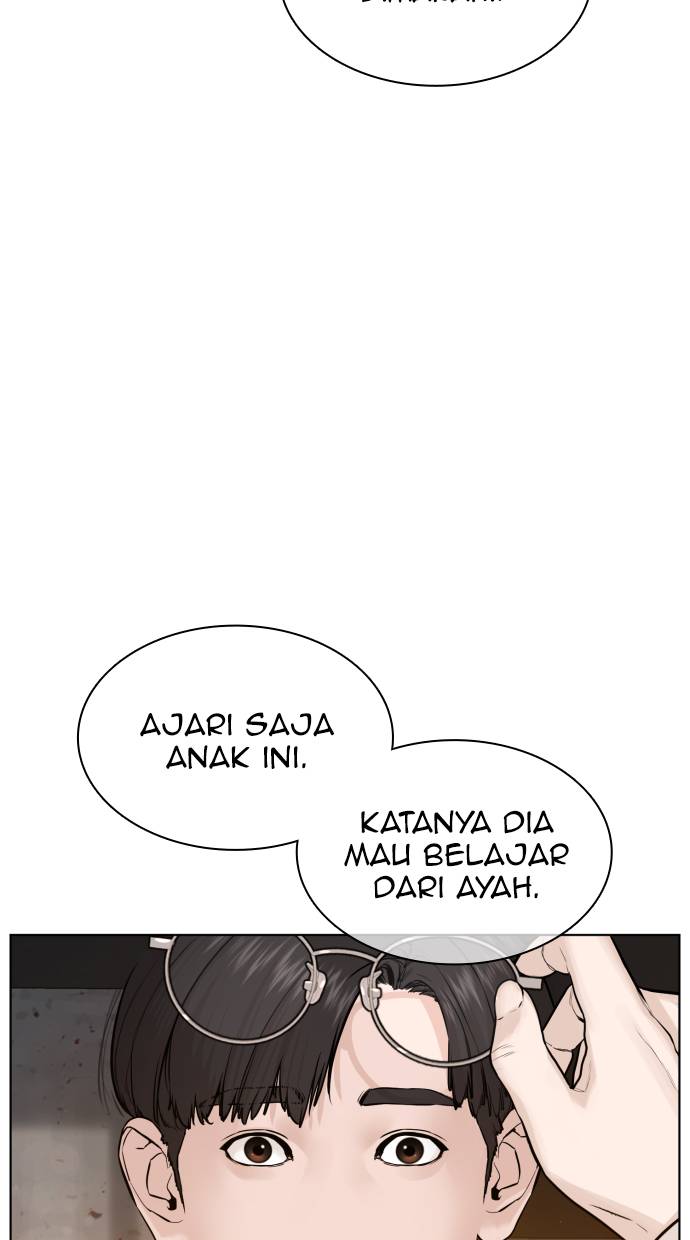 AJARI SAJA
ANAK INI.
KATANYA DIA
MAU BELAJAR
DARI AYAH.